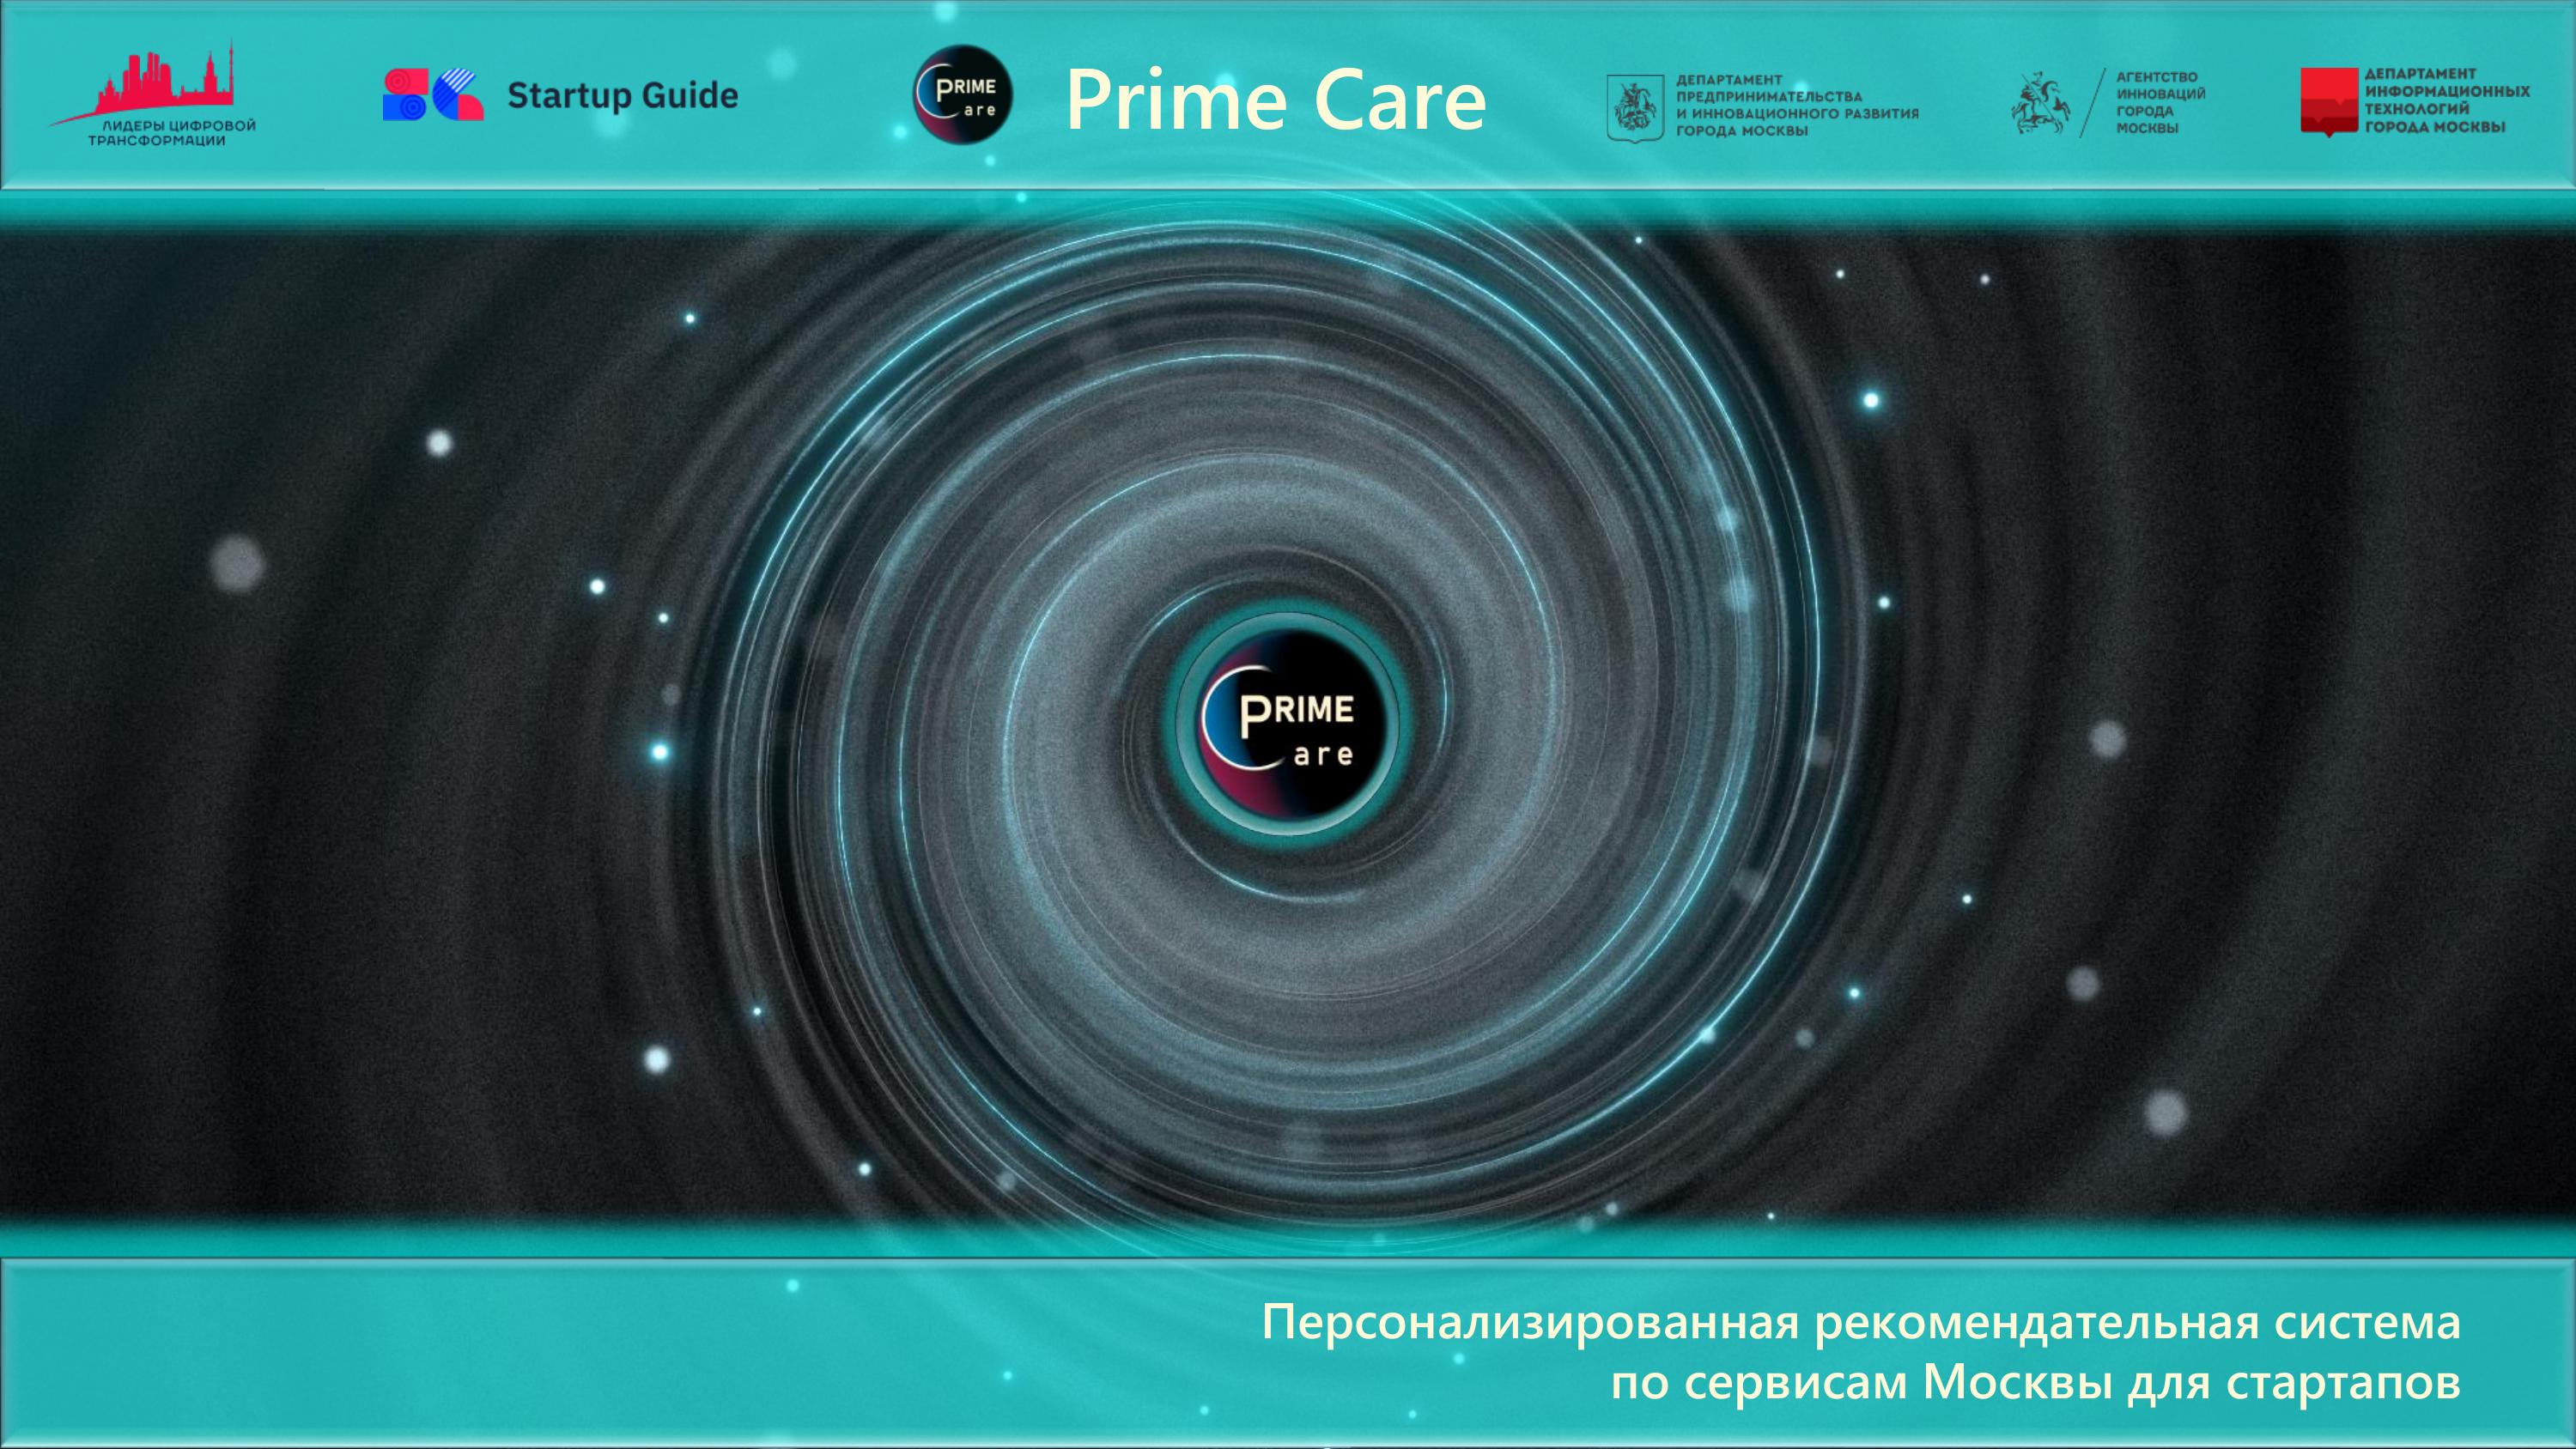 ЛИДЕРЫ ЦИФРОВОЙ
ТРАНСФОРМАЦИИ
Startup Guide
PRIME
Care
Prime Care
ДЕПАРТАМЕНТ
ПРЕДПРИНИМАТЕЛЬСТВА
И ИННОВАЦИОННОГО РАЗВИТИЯ
ГОРОДА МОСКВЫ
АГЕНТСТВО
ИННОВАЦИЙ
ГОРОДА
МОСКВЫ
ДЕПАРТАМЕНТ
ИНФОРМАЦИОННЫХ
ТЕХНОЛОГИЙ
ГОРОДА МОСКВЫ
PRIME
Care
Персонализированная рекомендательная система
по сервисам Москвы для стартапов